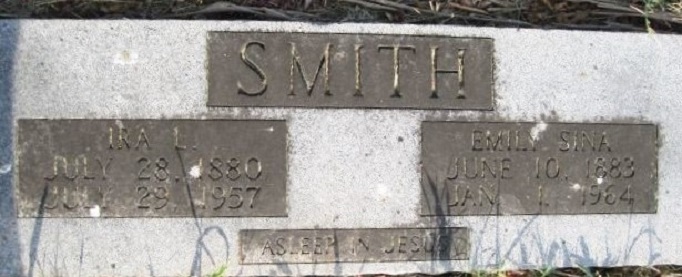 SMITH
IRA L.
JULY 28, 1880
JULY 29, 1957
EMILY SINA
JUNE 10, 1883
JAN 1, 1964
ASLEEP IN JESUS